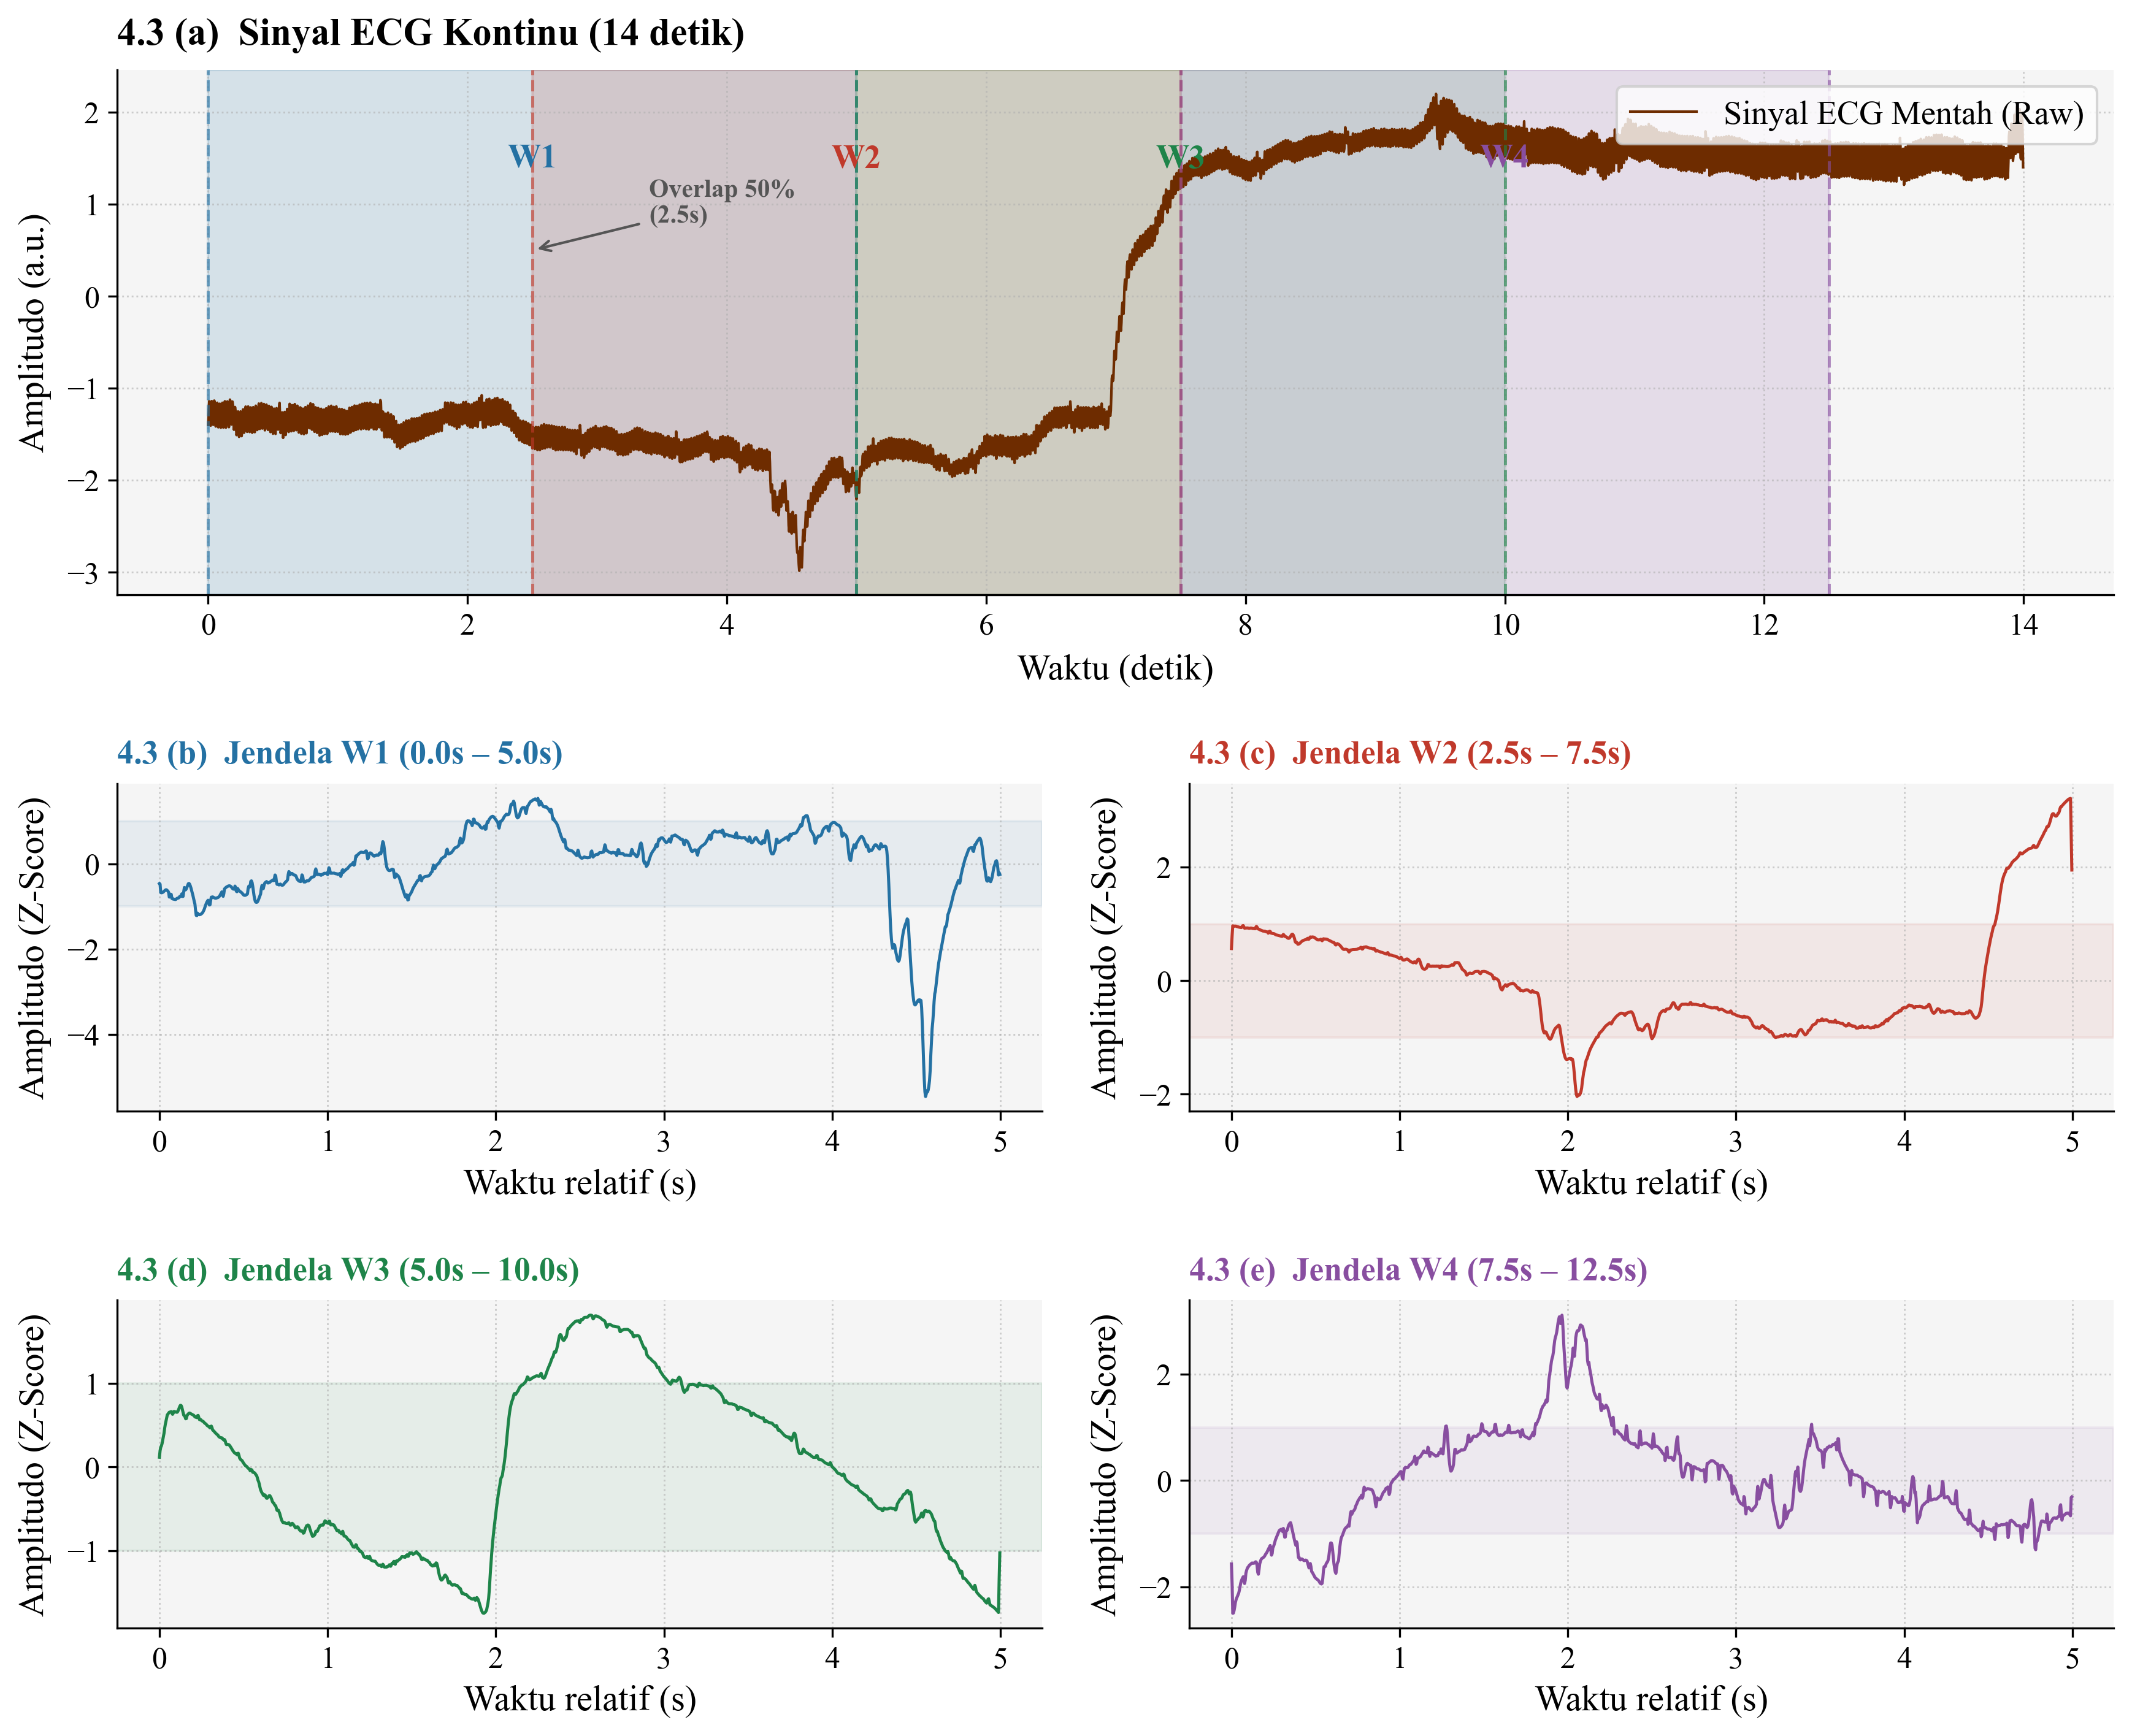 4.3 (a)  Sinyal ECG Kontinu (14 detik)
Amplitudo (a.u.)
2
1
0
−1
−2
−3
Sinyal ECG Mentah (Raw)
W1
W2
W3
W4
Overlap 50%
(2.5s)
0 2 4 6 8 10 12 14
Waktu (detik)
4.3 (b)  Jendela W1 (0.0s – 5.0s)
Amplitudo (Z-Score)
0
−2
−4
0 1 2 3 4 5
Waktu relatif (s)
4.3 (c)  Jendela W2 (2.5s – 7.5s)
Amplitudo (Z-Score)
2
0
−2
0 1 2 3 4 5
Waktu relatif (s)
4.3 (d)  Jendela W3 (5.0s – 10.0s)
Amplitudo (Z-Score)
1
0
−1
0 1 2 3 4 5
Waktu relatif (s)
4.3 (e)  Jendela W4 (7.5s – 12.5s)
Amplitudo (Z-Score)
2
0
−2
0 1 2 3 4 5
Waktu relatif (s)